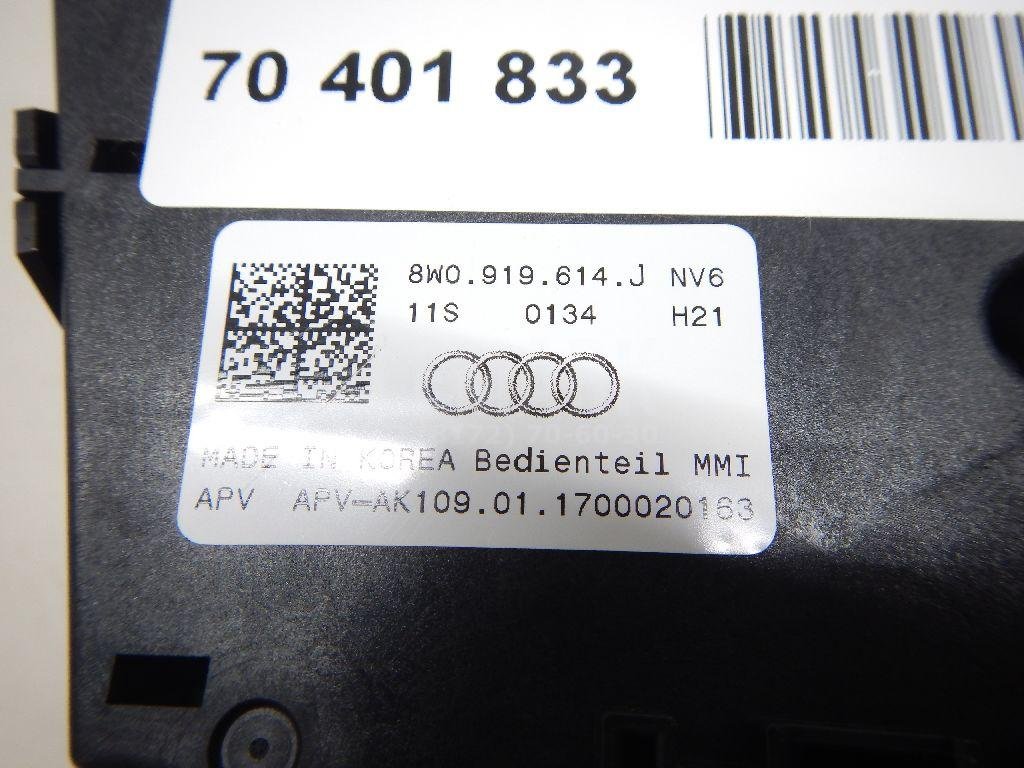 70 401 833
8W0.919.614.J NV6
11S 0134 H21
MADE IN KOREA Bedienteil MMI
APV APV-AK109.01.1700020163